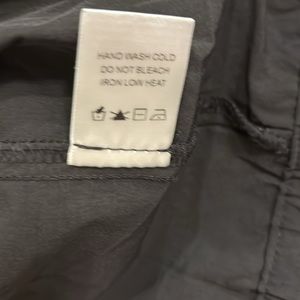 HAND WASH COLD
DO NOT BLEACH
IRON LOW HEAT